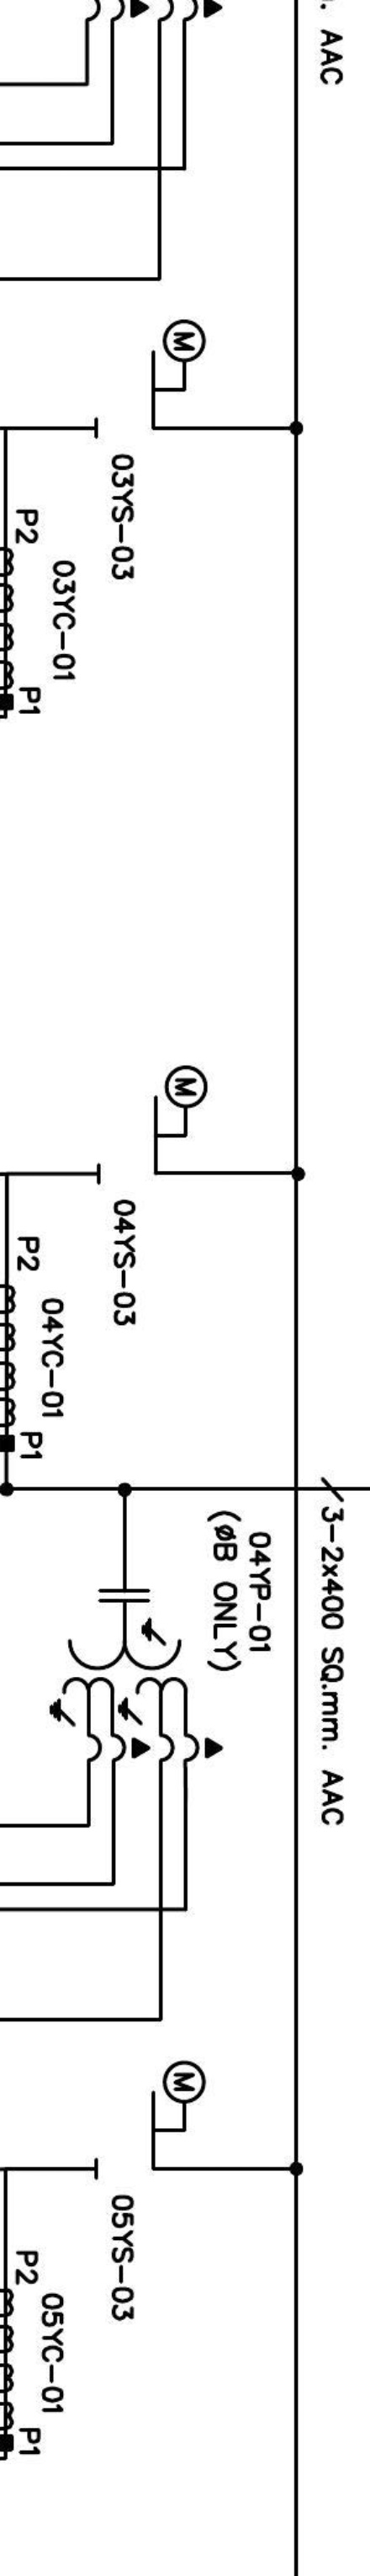 . AAC
M
03YS-03
P2
03YC-01
P1
M
04YS-03
P2
04YC-01
P1
3-2x400 SQ.mm. AAC
04YP-01
(ØB ONLY)
M
05YS-03
P2
05YC-01
P1